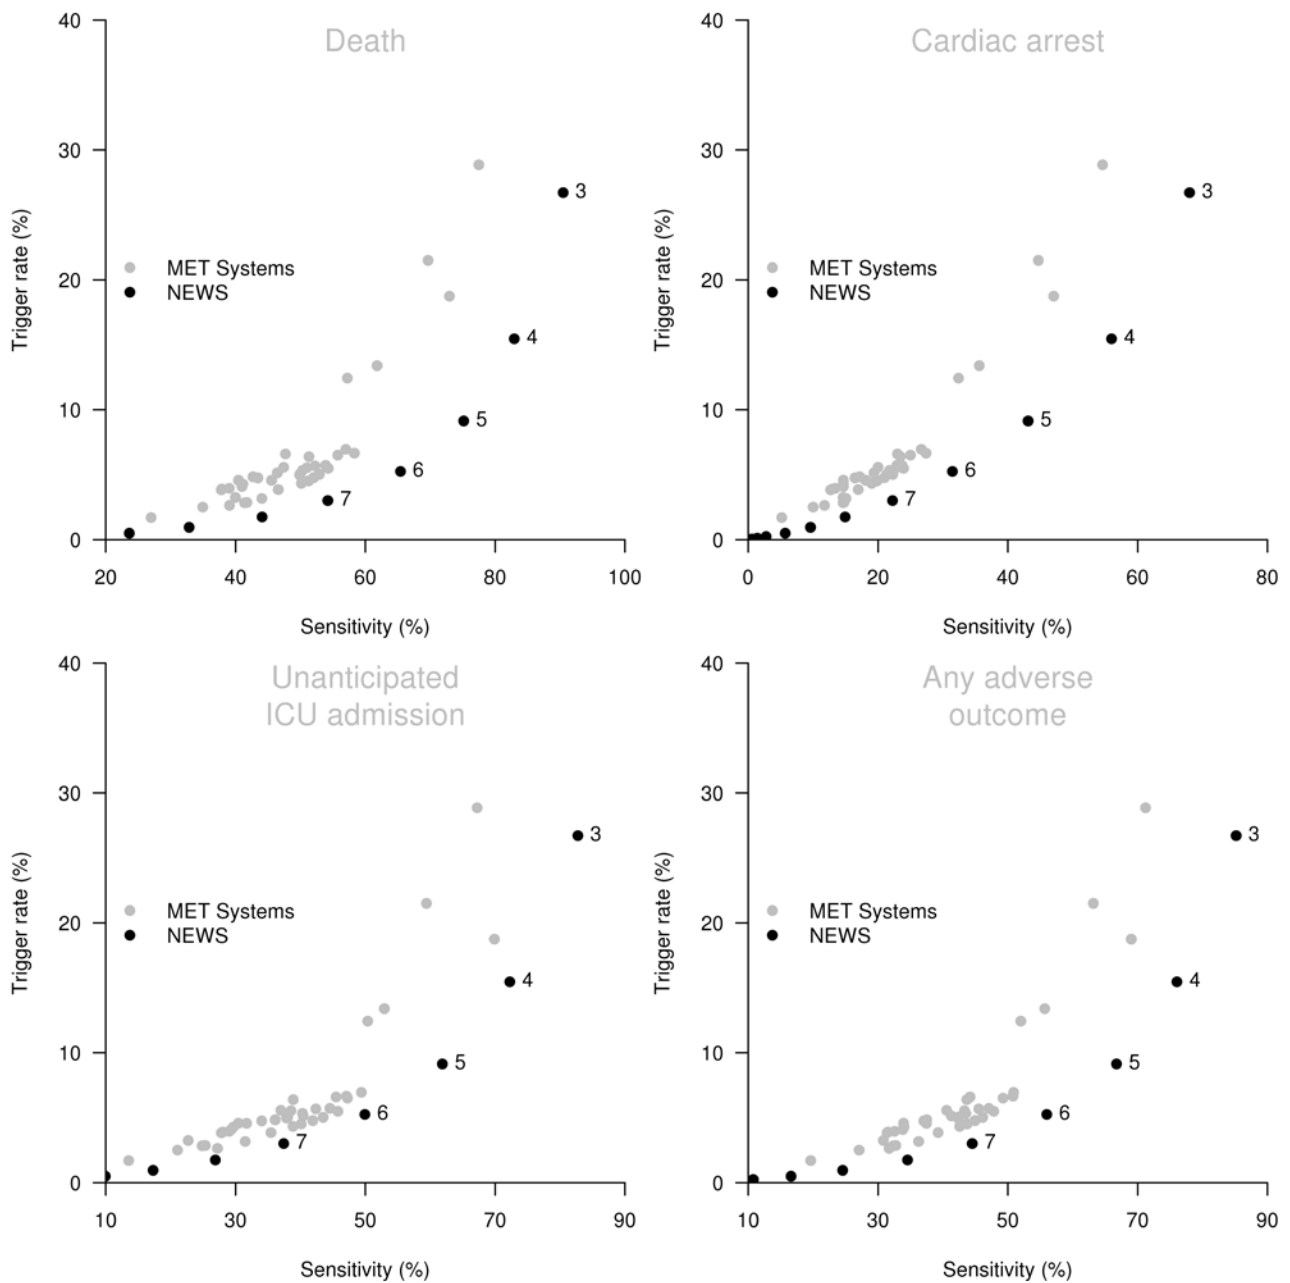 Death
40
30
20
10
0
Trigger rate (%)
MET Systems
NEWS
3
4
5
6
7
20 40 60 80 100
Sensitivity (%)
Cardiac arrest
40
30
20
10
0
Trigger rate (%)
MET Systems
NEWS
3
4
5
6
7
0 20 40 60 80
Sensitivity (%)
Unanticipated
ICU admission
40
30
20
10
0
Trigger rate (%)
MET Systems
NEWS
3
4
5
6
7
10 30 50 70 90
Sensitivity (%)
Any adverse
outcome
40
30
20
10
0
Trigger rate (%)
MET Systems
NEWS
3
4
5
6
7
10 30 50 70 90
Sensitivity (%)